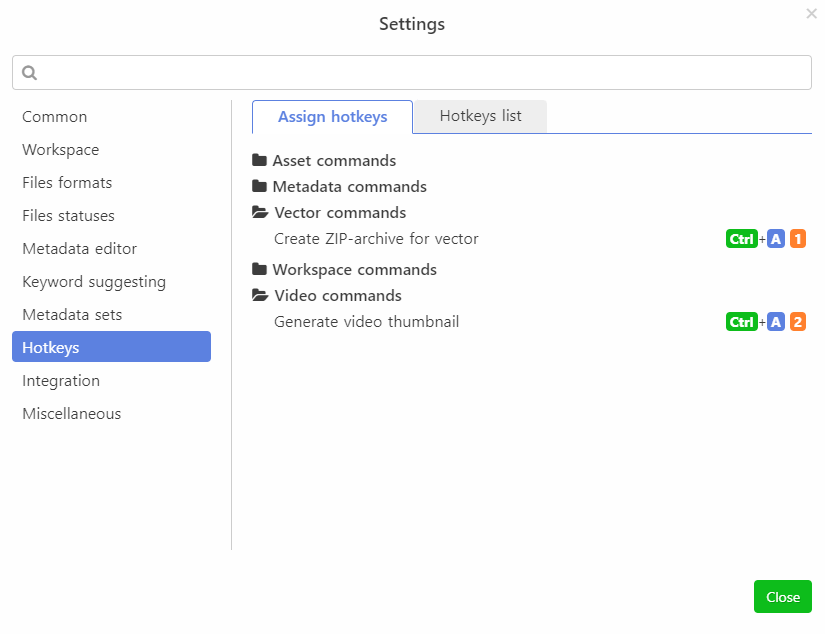 Settings
Common
Workspace
Files formats
Files statuses
Metadata editor
Keyword suggesting
Metadata sets
Hotkeys
Integration
Miscellaneous
Assign hotkeys
Hotkeys list
Asset commands
Metadata commands
Vector commands
Create ZIP-archive for vector Ctrl+A 1
Workspace commands
Video commands
Generate video thumbnail Ctrl+A 2
Close